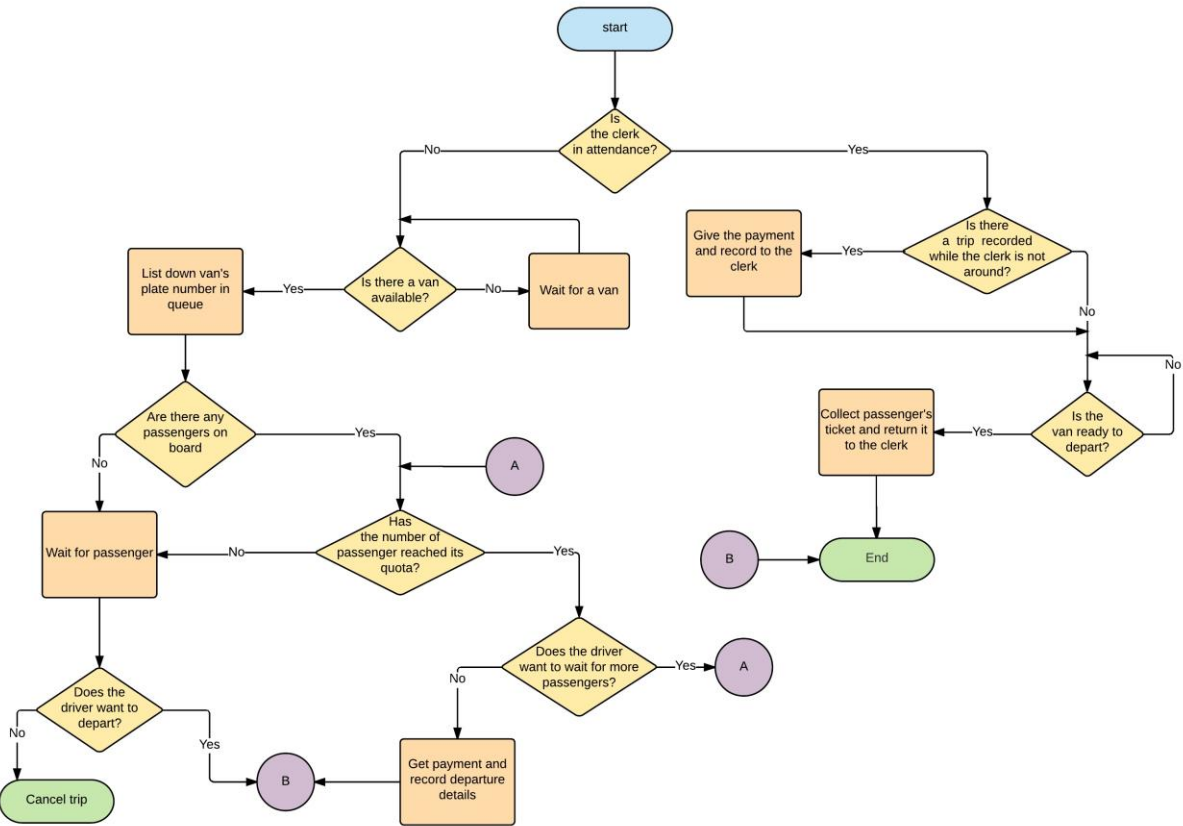 start
Is
the clerk
in attendance?
No
Yes
Is there
a trip recorded
while the clerk is not
around?
Yes
No
Give the payment
and record to the
clerk
Is there a van
available?
Yes
No
Wait for a van
List down van's
plate number in
queue
Are there any
passengers on
board
No
Yes
A
Is the
van ready to
depart?
No
Yes
Collect passenger's
ticket and return it
to the clerk
Has
the number of
passenger reached its
quota?
No
Yes
Wait for passenger
B
End
Does the driver
want to wait for more
passengers?
No
Yes
A
Does the
driver want to
depart?
No
Yes
Get payment and
record departure
details
B
Cancel trip